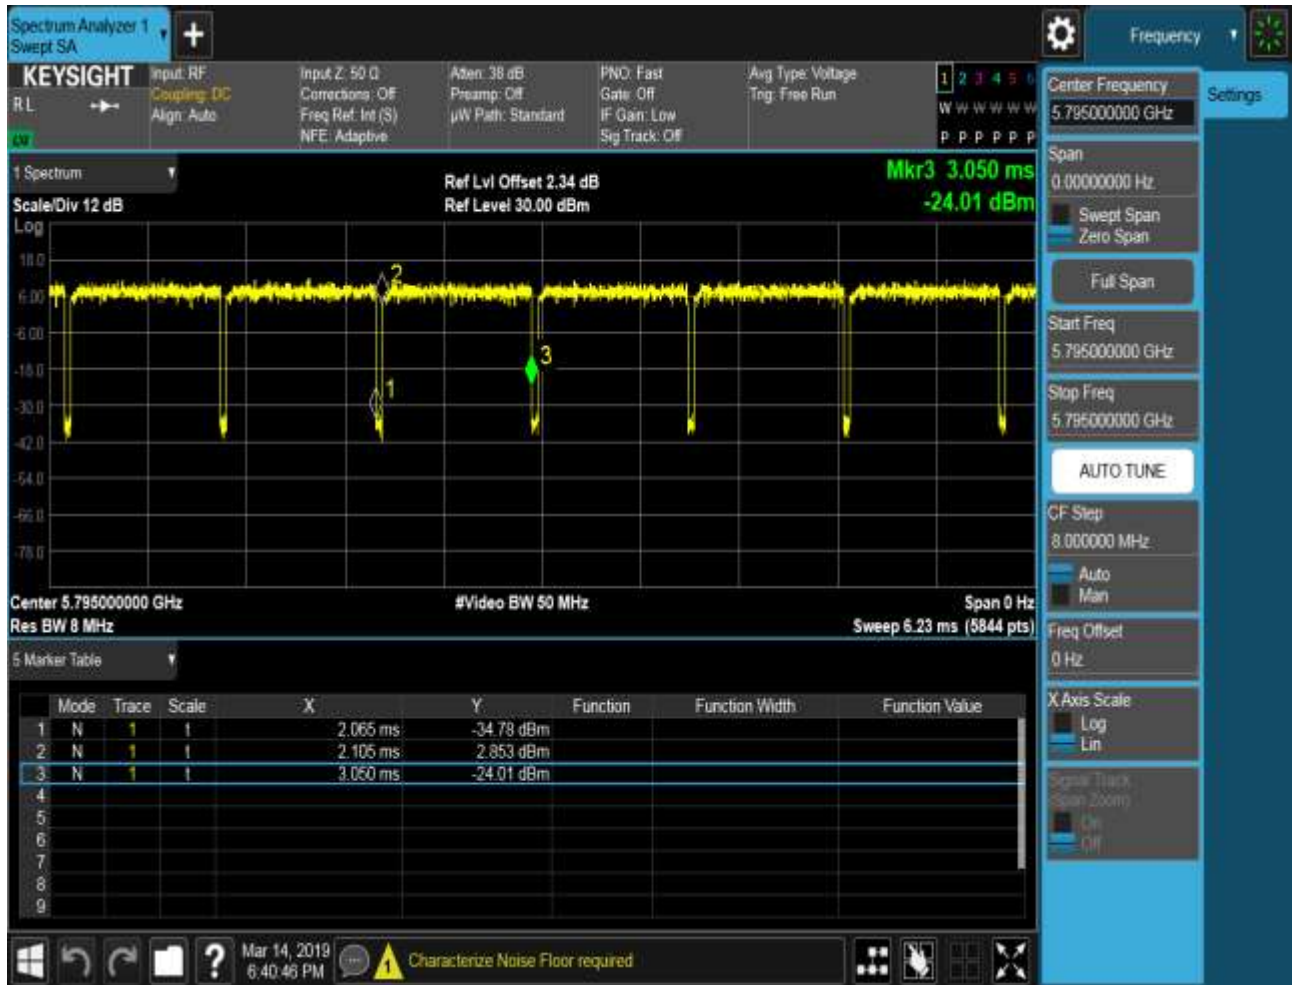 Spectrum Analyzer 1
Swept SA
+
Frequency
KEYSIGHT
RL
Input: RF
Coupling: DC
Align: Auto
Input Z: 50 Ω
Corrections: Off
Freq Ref: Int (S)
NFE: Adaptive
Atten: 38 dB
Preamp: Off
µW Path: Standard
PNO: Fast
Gate: Off
IF Gain: Low
Sig Track: Off
Avg Type: Voltage
Trig: Free Run
1 2 3 4 5 6
W W W W W W
P P P P P P
1 Spectrum
Scale/Div 12 dB
Log
Ref Lvl Offset 2.34 dB
Ref Level 30.00 dBm
Mkr3 3.050 ms
-24.01 dBm
18.0
6.00
-6.00
-18.0
-30.0
-42.0
-54.0
-66.0
-78.0
2
3
1
Center 5.795000000 GHz
Res BW 8 MHz
#Video BW 50 MHz
Span 0 Hz
Sweep 6.23 ms (5844 pts)
5 Marker Table
Mode Trace Scale X Y Function Function Width Function Value
1 N 1 t 2.065 ms -34.78 dBm
2 N 1 t 2.105 ms 2.853 dBm
3 N 1 t 3.050 ms -24.01 dBm
4
5
6
7
8
9
Mar 14, 2019
6:40:46 PM
1
Characterize Noise Floor required
Center Frequency
5.795000000 GHz
Settings
Span
0.00000000 Hz
Swept Span
Zero Span
Full Span
Start Freq
5.795000000 GHz
Stop Freq
5.795000000 GHz
AUTO TUNE
CF Step
8.000000 MHz
Auto
Man
Freq Offset
0 Hz
X Axis Scale
Log
Lin
Signal Track
(Span Zoom)
On
Off